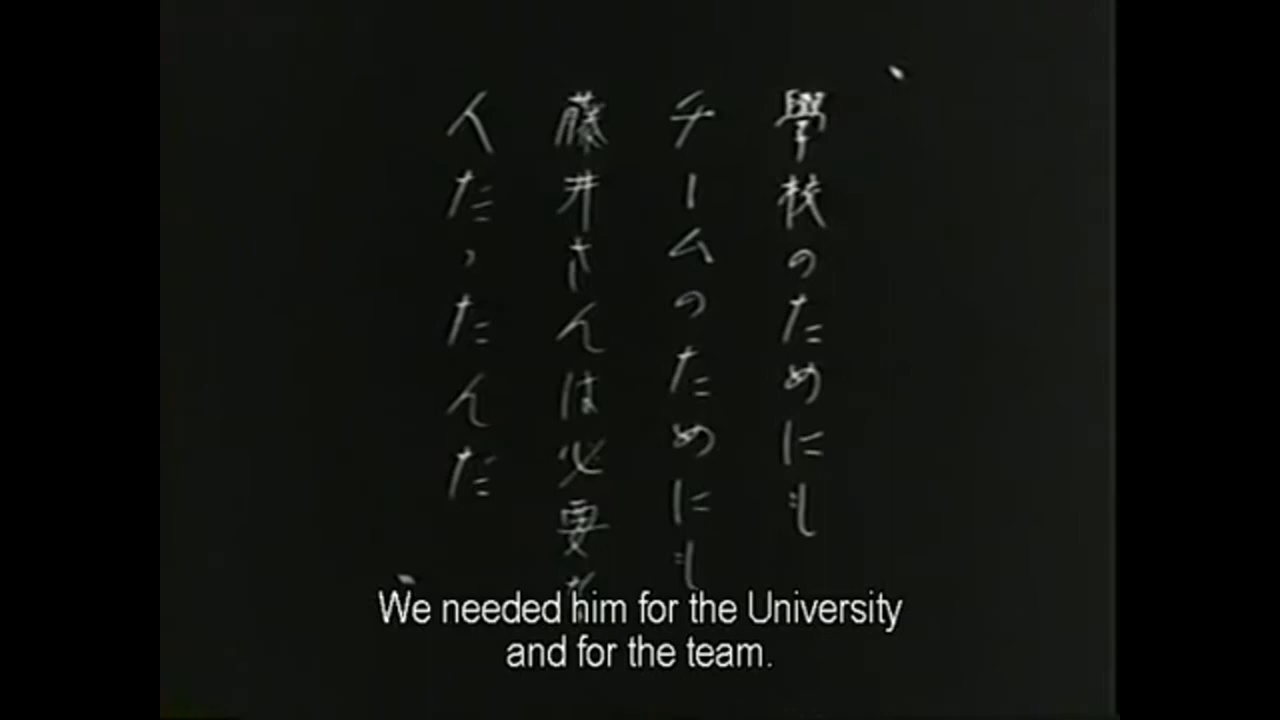 學校のためにも
チームのためにも
藤井さんは必要な
人だったんだ
We needed him for the University
and for the team.